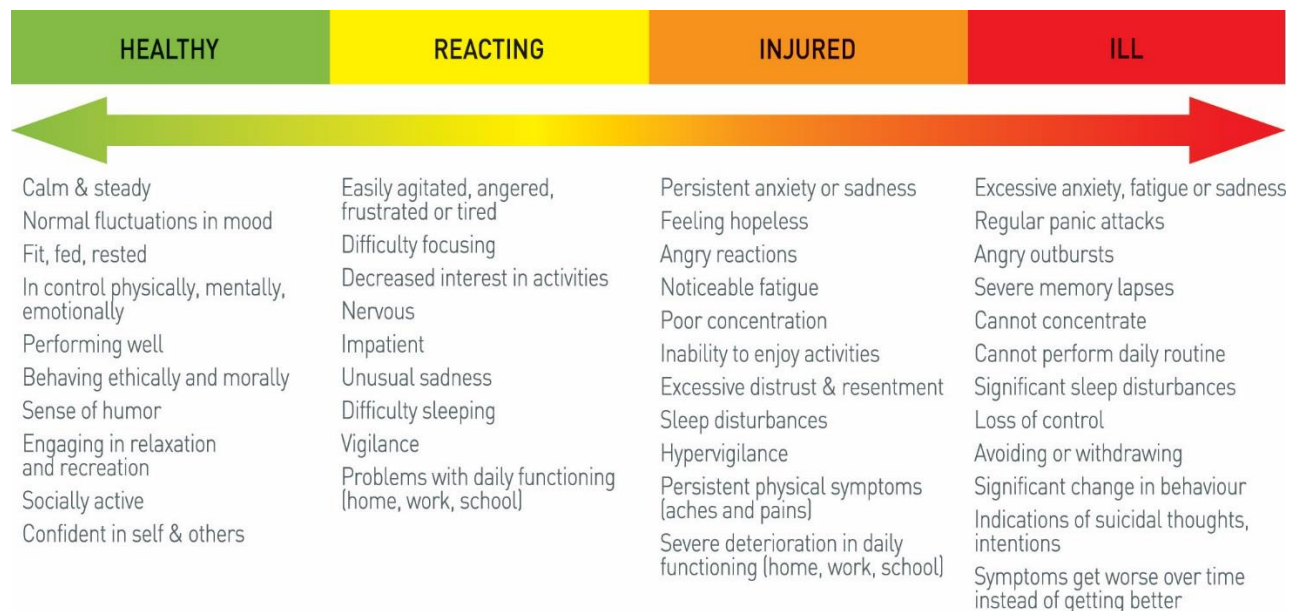 HEALTHY
REACTING
INJURED
ILL
Calm & steady
Normal fluctuations in mood
Fit, fed, rested
In control physically, mentally,
emotionally
Performing well
Behaving ethically and morally
Sense of humor
Engaging in relaxation
and recreation
Socially active
Confident in self & others
Easily agitated, angered,
frustrated or tired
Difficulty focusing
Decreased interest in activities
Nervous
Impatient
Unusual sadness
Difficulty sleeping
Vigilance
Problems with daily functioning
(home, work, school)
Persistent anxiety or sadness
Feeling hopeless
Angry reactions
Noticeable fatigue
Poor concentration
Inability to enjoy activities
Excessive distrust & resentment
Sleep disturbances
Hypervigilance
Persistent physical symptoms
(aches and pains)
Severe deterioration in daily
functioning (home, work, school)
Excessive anxiety, fatigue or sadness
Regular panic attacks
Angry outbursts
Severe memory lapses
Cannot concentrate
Cannot perform daily routine
Significant sleep disturbances
Loss of control
Avoiding or withdrawing
Significant change in behaviour
Indications of suicidal thoughts,
intentions
Symptoms get worse over time
instead of getting better